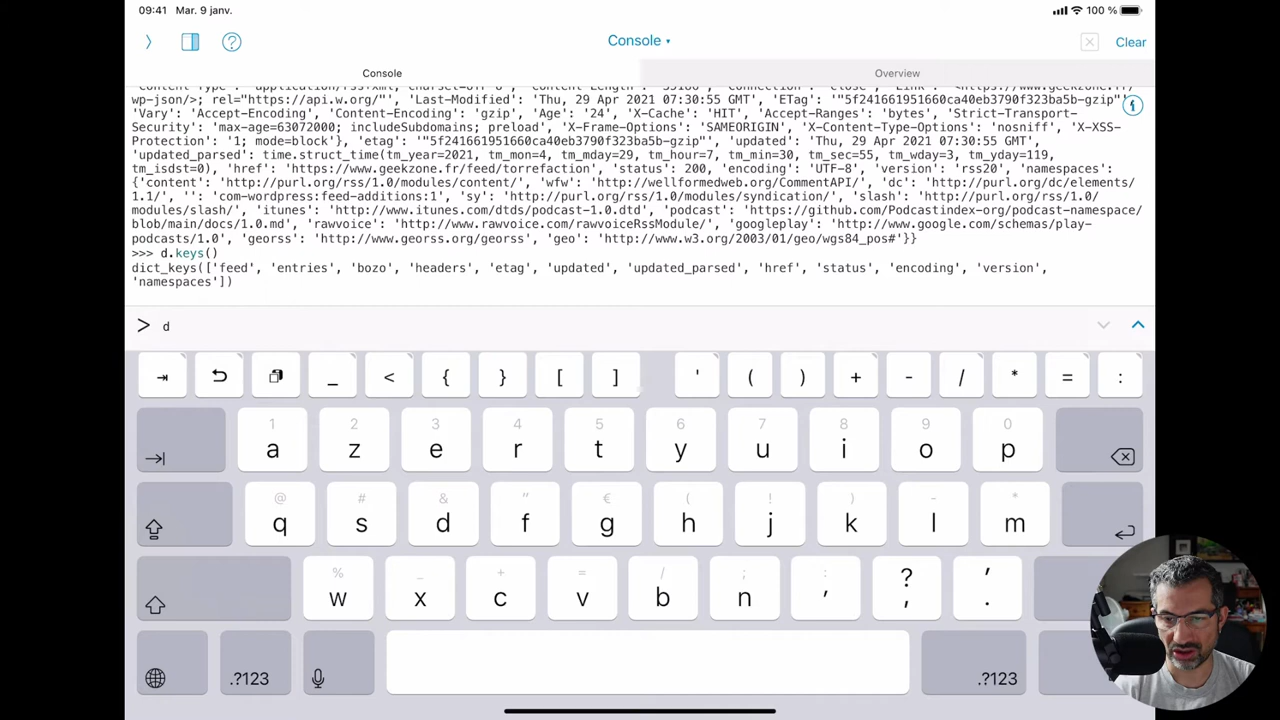 09:41 Mar. 9 janv. 100 %
Console Clear
Console Overview
wp-json/>; rel="https://api.w.org/"', 'Last-Modified': 'Thu, 29 Apr 2021 07:30:55 GMT', 'ETag': '"5f241661951660ca40eb3790f323ba5b-gzip"',
'Vary': 'Accept-Encoding', 'Content-Encoding': 'gzip', 'Age': '24', 'X-Cache': 'HIT', 'Accept-Ranges': 'bytes', 'Strict-Transport-
Security': 'max-age=63072000; includeSubdomains; preload', 'X-Frame-Options': 'SAMEORIGIN', 'X-Content-Type-Options': 'nosniff', 'X-XSS-
Protection': '1; mode=block'}, 'etag': '"5f241661951660ca40eb3790f323ba5b-gzip"', 'updated': 'Thu, 29 Apr 2021 07:30:55 GMT',
'updated_parsed': time.struct_time(tm_year=2021, tm_mon=4, tm_mday=29, tm_hour=7, tm_min=30, tm_sec=55, tm_wday=3, tm_yday=119,
tm_isdst=0), 'href': 'https://www.geekzone.fr/feed/torrefaction', 'status': 200, 'encoding': 'UTF-8', 'version': 'rss20', 'namespaces':
{'content': 'http://purl.org/rss/1.0/modules/content/', 'wfw': 'http://wellformedweb.org/CommentAPI/', 'dc': 'http://purl.org/dc/elements/
1.1/', '': 'com-wordpress:feed-additions:1', 'sy': 'http://purl.org/rss/1.0/modules/syndication/', 'slash': 'http://purl.org/rss/1.0/
modules/slash/', 'itunes': 'http://www.itunes.com/dtds/podcast-1.0.dtd', 'podcast': 'https://github.com/Podcastindex-org/podcast-namespace/
blob/main/docs/1.0.md', 'rawvoice': 'http://www.rawvoice.com/rawvoiceRssModule/', 'googleplay': 'http://www.google.com/schemas/play-
podcasts/1.0', 'georss': 'http://www.georss.org/georss', 'geo': 'http://www.w3.org/2003/01/geo/wgs84_pos#'}}
>>> d.keys()
dict_keys(['feed', 'entries', 'bozo', 'headers', 'etag', 'updated', 'updated_parsed', 'href', 'status', 'encoding', 'version',
'namespaces'])
> d
_ < { } [ ] ' ( ) + - / * = :
1 2 3 4 5 6 7 8 9 0
a z e r t y u i o p
@ # & " € ( ! ) - *
q s d f g h j k l m
% _ + = / ; : ? '
w x c v b n ' , .
.?123 .?123